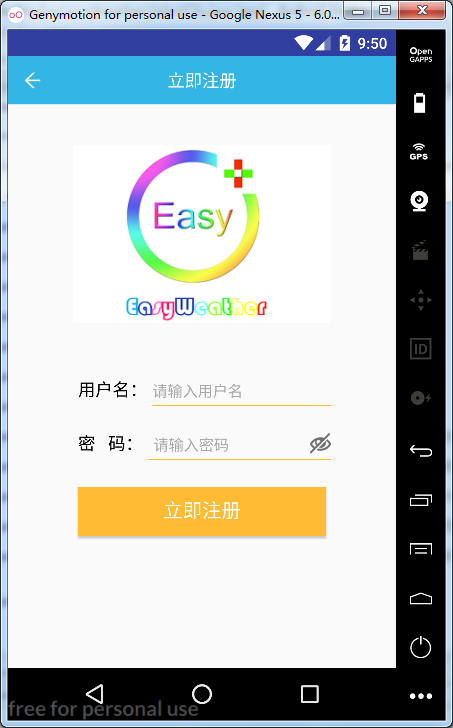 Genymotion for personal use - Google Nexus 5 - 6.0...
9:50
Open
GAPPS
立即注册
GPS
Easy
EasyWeather
ID
用户名： 请输入用户名
密 码： 请输入密码
立即注册
free for personal use